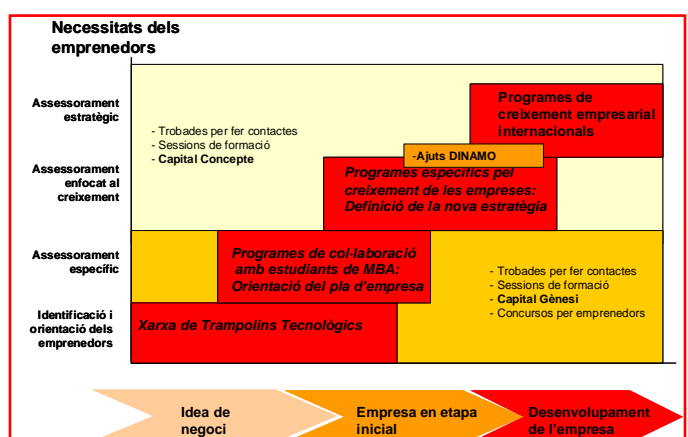 Necessitats dels
emprenedors
Assessorament
estratègic
Assessorament
enfocat al
creixement
Assessorament
específic
Identificació i
orientació dels
emprenedors
- Trobades per fer contactes
- Sessions de formació
- Capital Concepte
Programes de
creixement empresarial
internacionals
-Ajuts DINAMO
Programes específics pel
creixement de les empreses:
Definició de la nova estratègia
Programes de col·laboració
amb estudiants de MBA:
Orientació del pla d’empresa
- Trobades per fer contactes
- Sessions de formació
- Capital Gènesi
- Concursos per emprenedors
Xarxa de Trampolins Tecnològics
Idea de
negoci
Empresa en etapa
inicial
Desenvolupament
de l’empresa